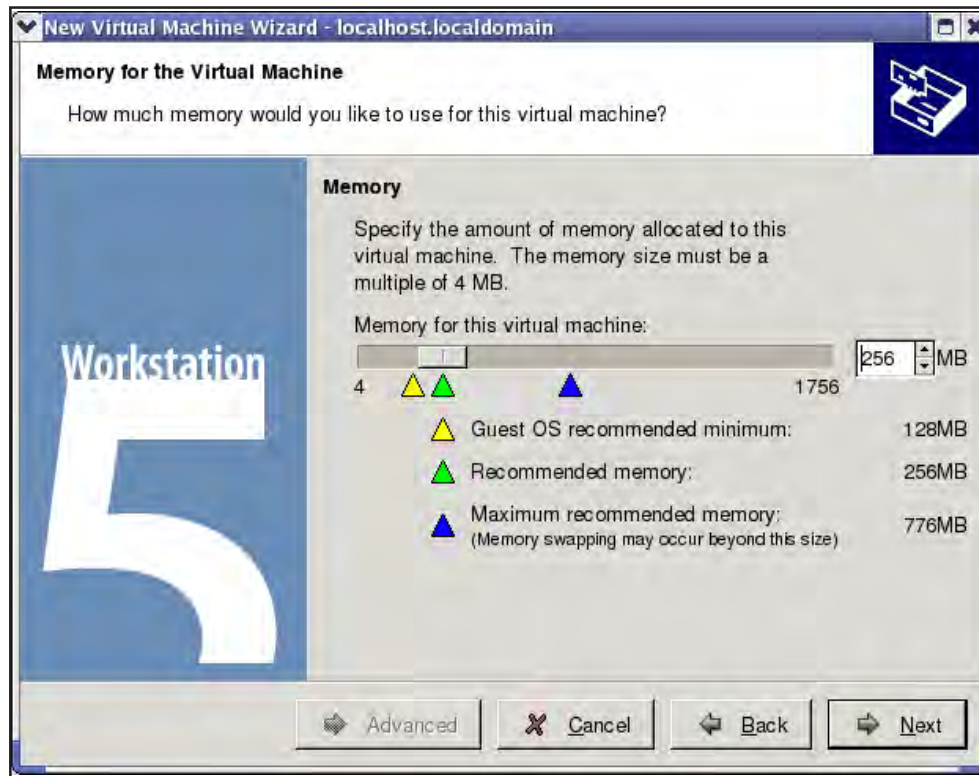 New Virtual Machine Wizard - localhost.localdomain
Memory for the Virtual Machine
How much memory would you like to use for this virtual machine?
Workstation
5
Memory
Specify the amount of memory allocated to this
virtual machine. The memory size must be a
multiple of 4 MB.
Memory for this virtual machine:
256 MB
4 1756
Guest OS recommended minimum: 128MB
Recommended memory: 256MB
Maximum recommended memory: 776MB
(Memory swapping may occur beyond this size)
Advanced Cancel Back Next